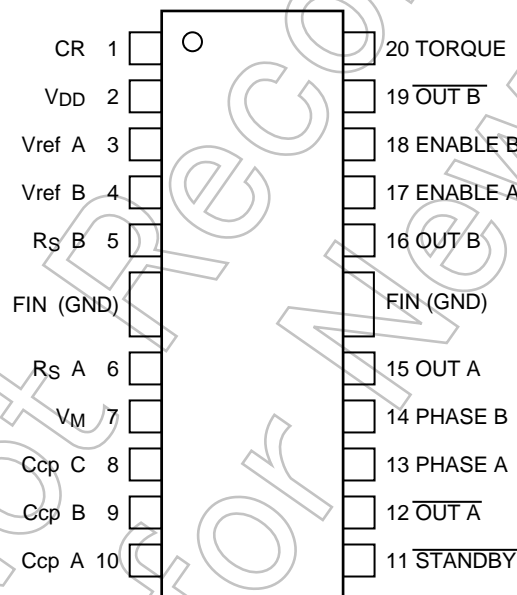 CR 1
VDD 2
Vref A 3
Vref B 4
RS B 5
FIN (GND)
RS A 6
VM 7
Ccp C 8
Ccp B 9
Ccp A 10
20 TORQUE
19 OUT B
18 ENABLE B
17 ENABLE A
16 OUT B
FIN (GND)
15 OUT A
14 PHASE B
13 PHASE A
12 OUT A
11 STANDBY